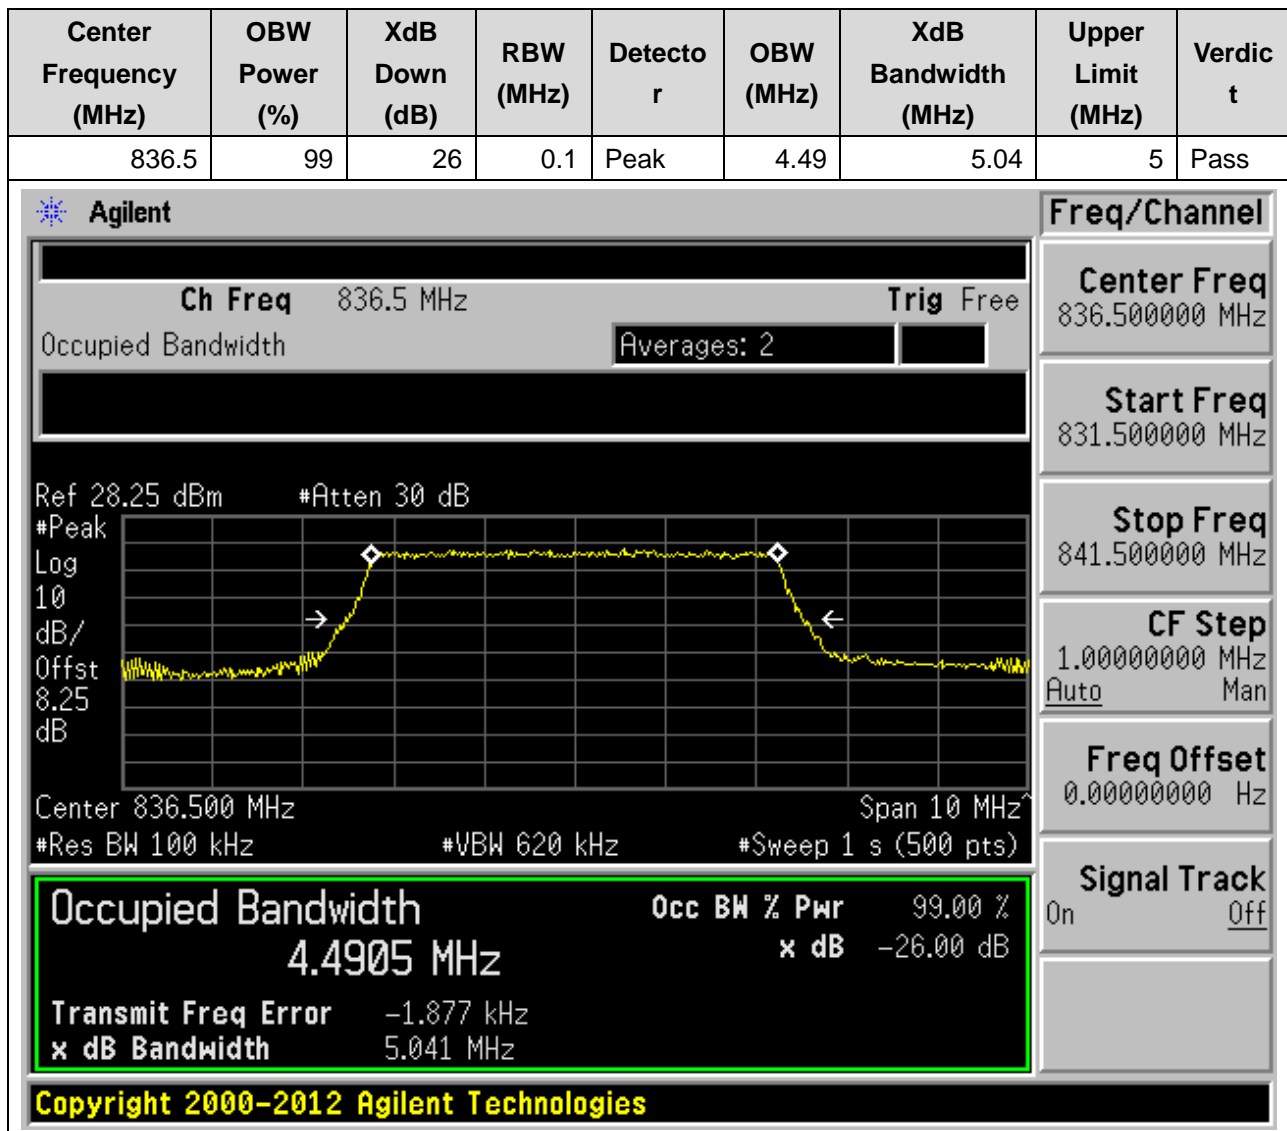 Center Frequency (MHz) OBW Power (%) XdB Down (dB) RBW (MHz) Detector OBW (MHz) XdB Bandwidth (MHz) Upper Limit (MHz) Verdict
836.5 99 26 0.1 Peak 4.49 5.04 5 Pass
Agilent
Freq/Channel
Ch Freq 836.5 MHz Trig Free
Occupied Bandwidth Averages: 2
Center Freq
836.500000 MHz
Start Freq
831.500000 MHz
Stop Freq
841.500000 MHz
CF Step
1.00000000 MHz
Auto Man
Freq Offset
0.00000000 Hz
Signal Track
On Off
Ref 28.25 dBm #Atten 30 dB
#Peak
Log
10
dB/
Offst
8.25
dB
Center 836.500 MHz Span 10 MHz^
#Res BW 100 kHz #VBW 620 kHz #Sweep 1 s (500 pts)
Occupied Bandwidth Occ BW % Pwr 99.00 %
4.4905 MHz x dB -26.00 dB
Transmit Freq Error -1.877 kHz
x dB Bandwidth 5.041 MHz
Copyright 2000-2012 Agilent Technologies